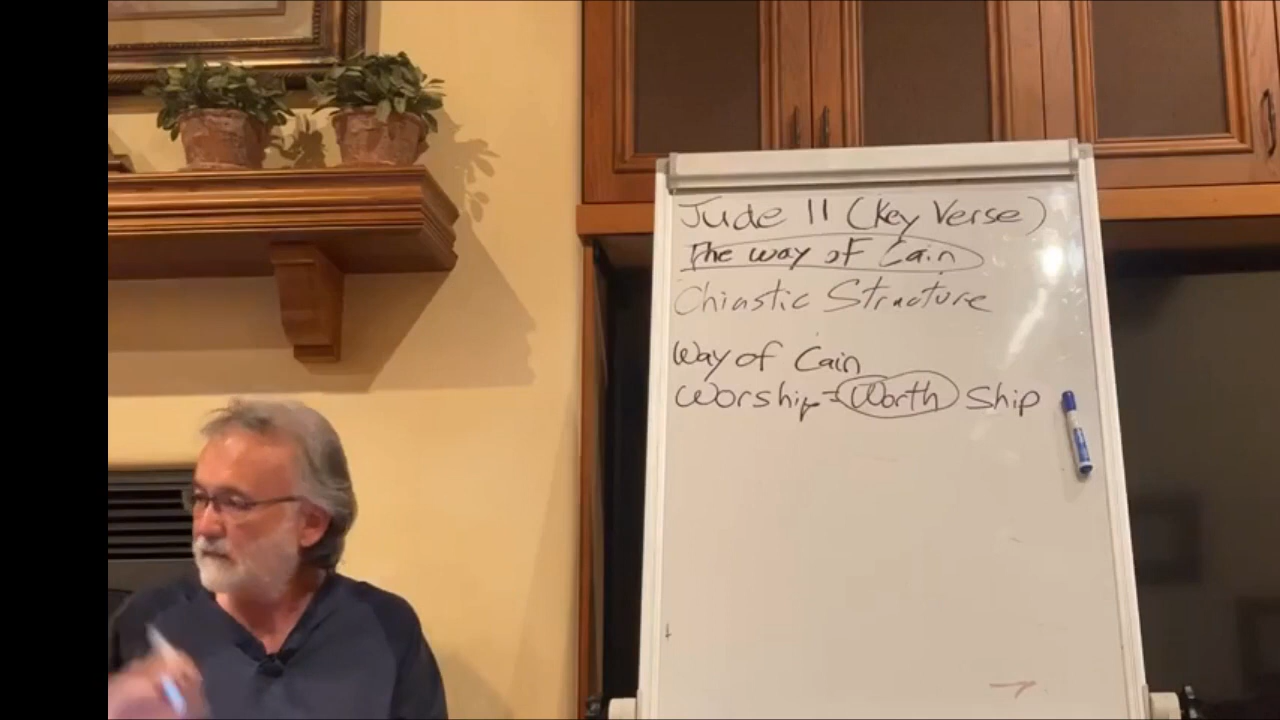 Jude 11 (Key Verse)
The way of Cain
Chiastic Structure
Way of Cain
Worship = Worth Ship